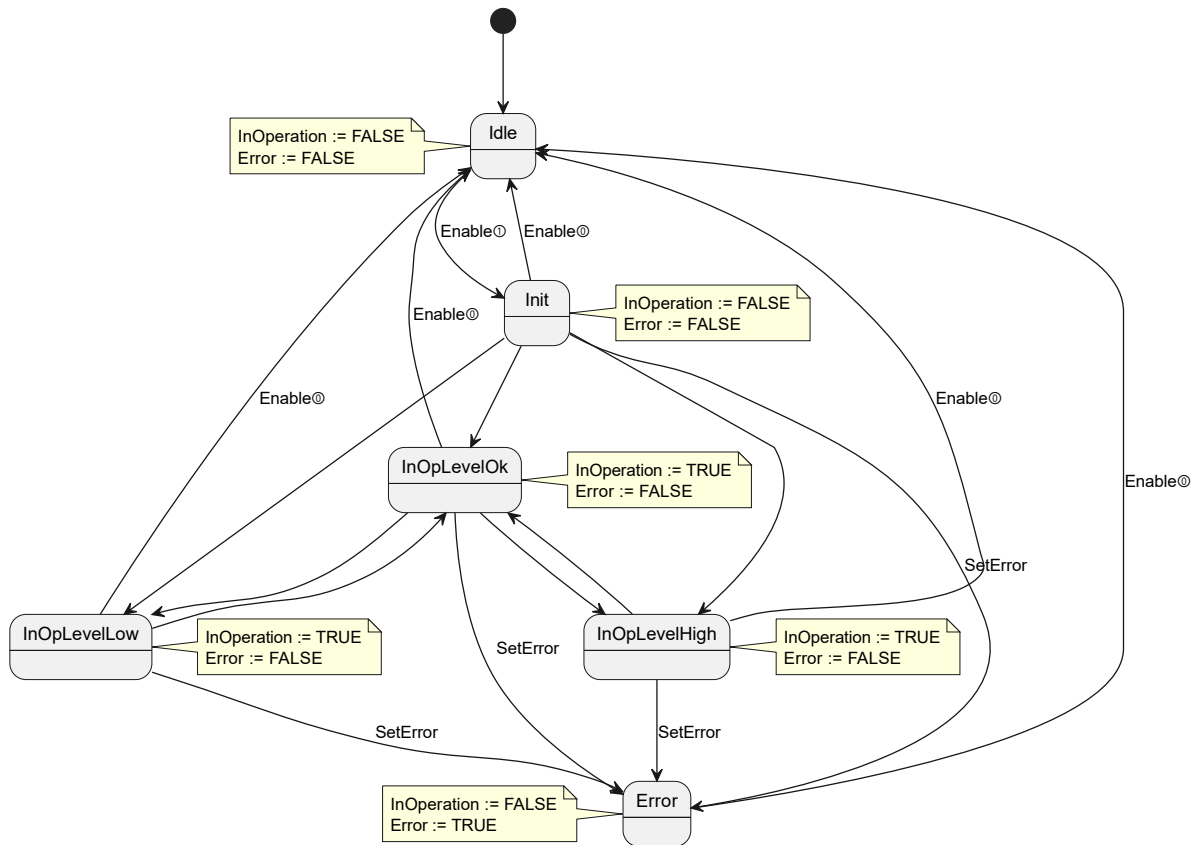 Idle
InOperation := FALSE
Error := FALSE
Enable①
Enable⓪
Init
InOperation := FALSE
Error := FALSE
Enable⓪
Enable⓪
Enable⓪
InOpLevelOk
InOperation := TRUE
Error := FALSE
Enable⓪
SetError
InOpLevelLow
InOperation := TRUE
Error := FALSE
SetError
InOpLevelHigh
InOperation := TRUE
Error := FALSE
SetError
SetError
Error
InOperation := FALSE
Error := TRUE